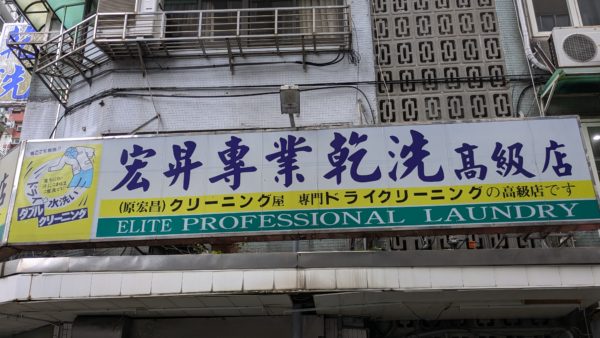 宏昇專業乾洗高級店
(原宏昌)クリーニング屋 専門ドライクリーニングの高級店です
ELITE PROFESSIONAL LAUNDRY
ダブル水洗い
クリーニング